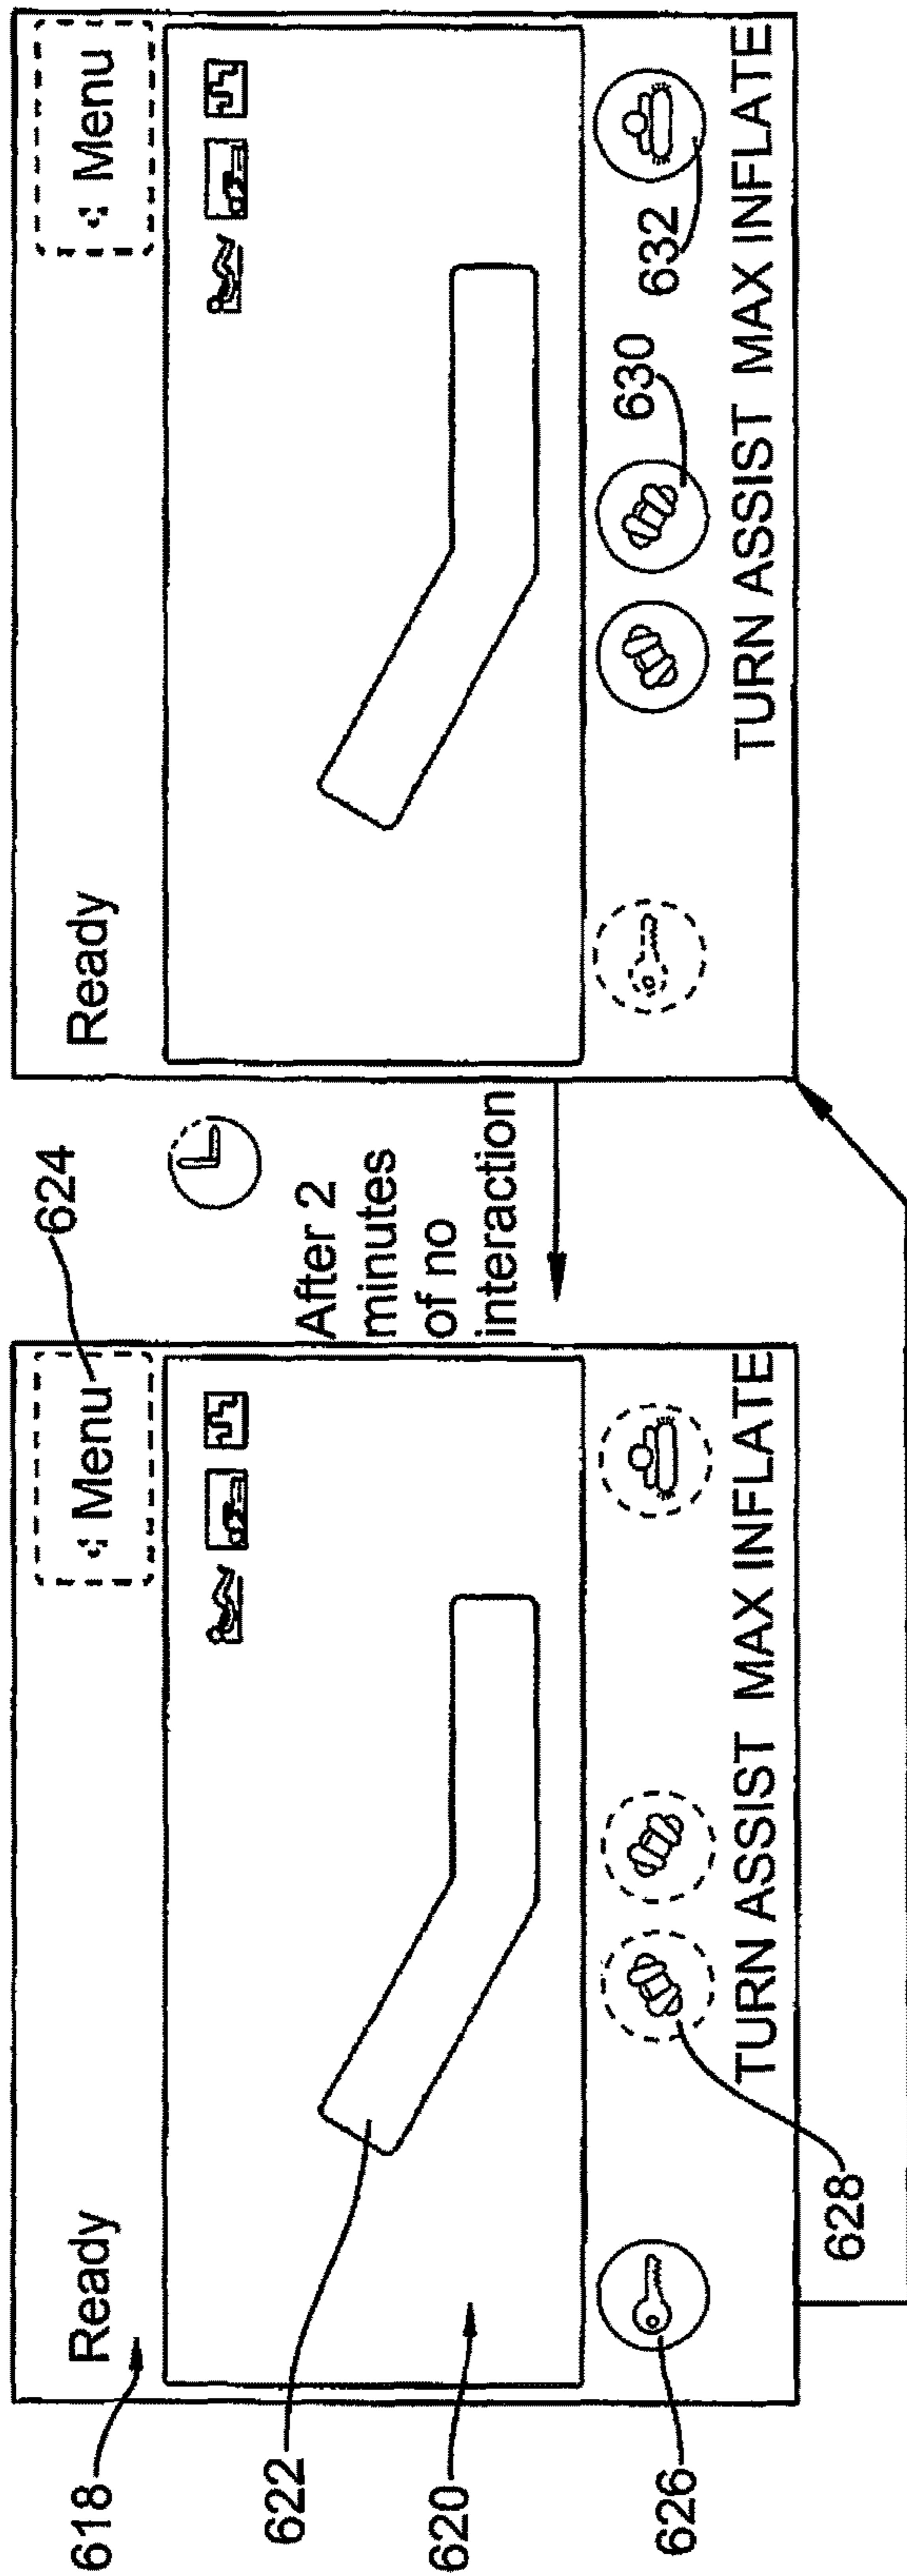 618
Ready
Menu
624
622
620
626
628
TURN ASSIST MAX INFLATE
After 2
minutes
of no
interaction
Ready
Menu
630
632
TURN ASSIST MAX INFLATE